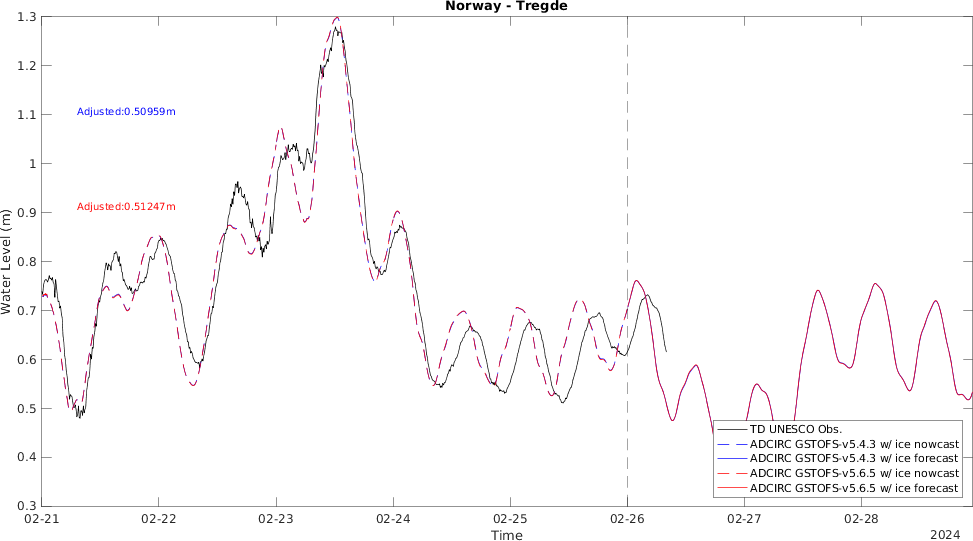 Norway - Tregde
1.3
1.2
1.1
1
0.9
0.8
0.7
0.6
0.5
0.4
0.3
Water Level (m)
Adjusted:0.50959m
Adjusted:0.51247m
TD UNESCO Obs.
ADCIRC GSTOFS-v5.4.3 w/ ice nowcast
ADCIRC GSTOFS-v5.4.3 w/ ice forecast
ADCIRC GSTOFS-v5.6.5 w/ ice nowcast
ADCIRC GSTOFS-v5.6.5 w/ ice forecast
02-21 02-22 02-23 02-24 02-25 02-26 02-27 02-28
Time
2024